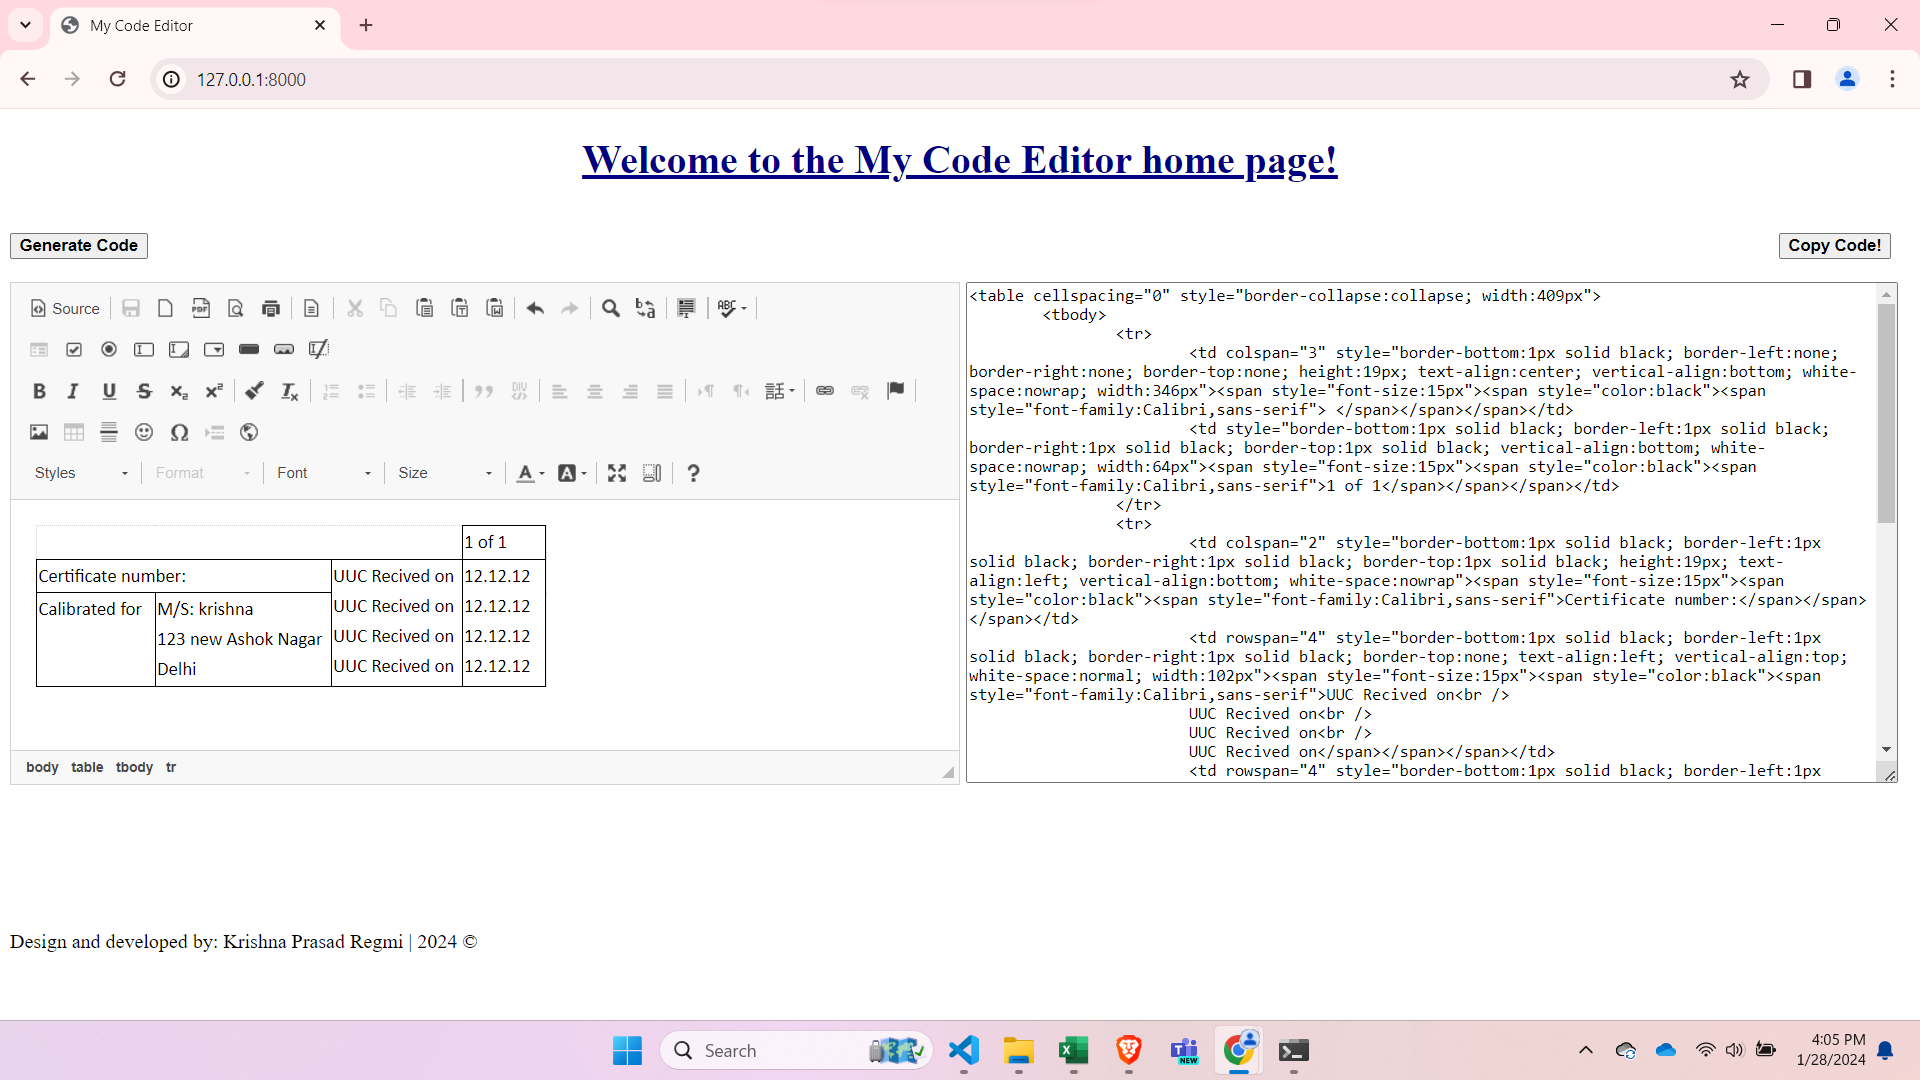 My Code Editor
127.0.0.1:8000
Welcome to the My Code Editor home page!
Generate Code
Copy Code!
Source
PDF
ABC
B I U S x₂ x² Ix
DIV
話
Styles Format Font Size A A ?
1 of 1
Certificate number: UUC Recived on 12.12.12
Calibrated for M/S: krishna UUC Recived on 12.12.12
123 new Ashok Nagar UUC Recived on 12.12.12
Delhi UUC Recived on 12.12.12
body table tbody tr
<table cellspacing="0" style="border-collapse:collapse; width:409px">
<tbody>
<tr>
<td colspan="3" style="border-bottom:1px solid black; border-left:none;
border-right:none; border-top:none; height:19px; text-align:center; vertical-align:bottom; white-
space:nowrap; width:346px"><span style="font-size:15px"><span style="color:black"><span
style="font-family:Calibri,sans-serif"> </span></span></span></td>
<td style="border-bottom:1px solid black; border-left:1px solid black;
border-right:1px solid black; border-top:1px solid black; vertical-align:bottom; white-
space:nowrap; width:64px"><span style="font-size:15px"><span style="color:black"><span
style="font-family:Calibri,sans-serif">1 of 1</span></span></span></td>
</tr>
<tr>
<td colspan="2" style="border-bottom:1px solid black; border-left:1px
solid black; border-right:1px solid black; border-top:1px solid black; height:19px; text-
align:left; vertical-align:bottom; white-space:nowrap"><span style="font-size:15px"><span
style="color:black"><span style="font-family:Calibri,sans-serif">Certificate number:</span></span>
</span></td>
<td rowspan="4" style="border-bottom:1px solid black; border-left:1px
solid black; border-right:1px solid black; border-top:none; text-align:left; vertical-align:top;
white-space:normal; width:102px"><span style="font-size:15px"><span style="color:black"><span
style="font-family:Calibri,sans-serif">UUC Recived on<br />
UUC Recived on<br />
UUC Recived on<br />
UUC Recived on</span></span></span></td>
<td rowspan="4" style="border-bottom:1px solid black; border-left:1px
Design and developed by: Krishna Prasad Regmi | 2024 ©
Search
NEW
4:05 PM
1/28/2024